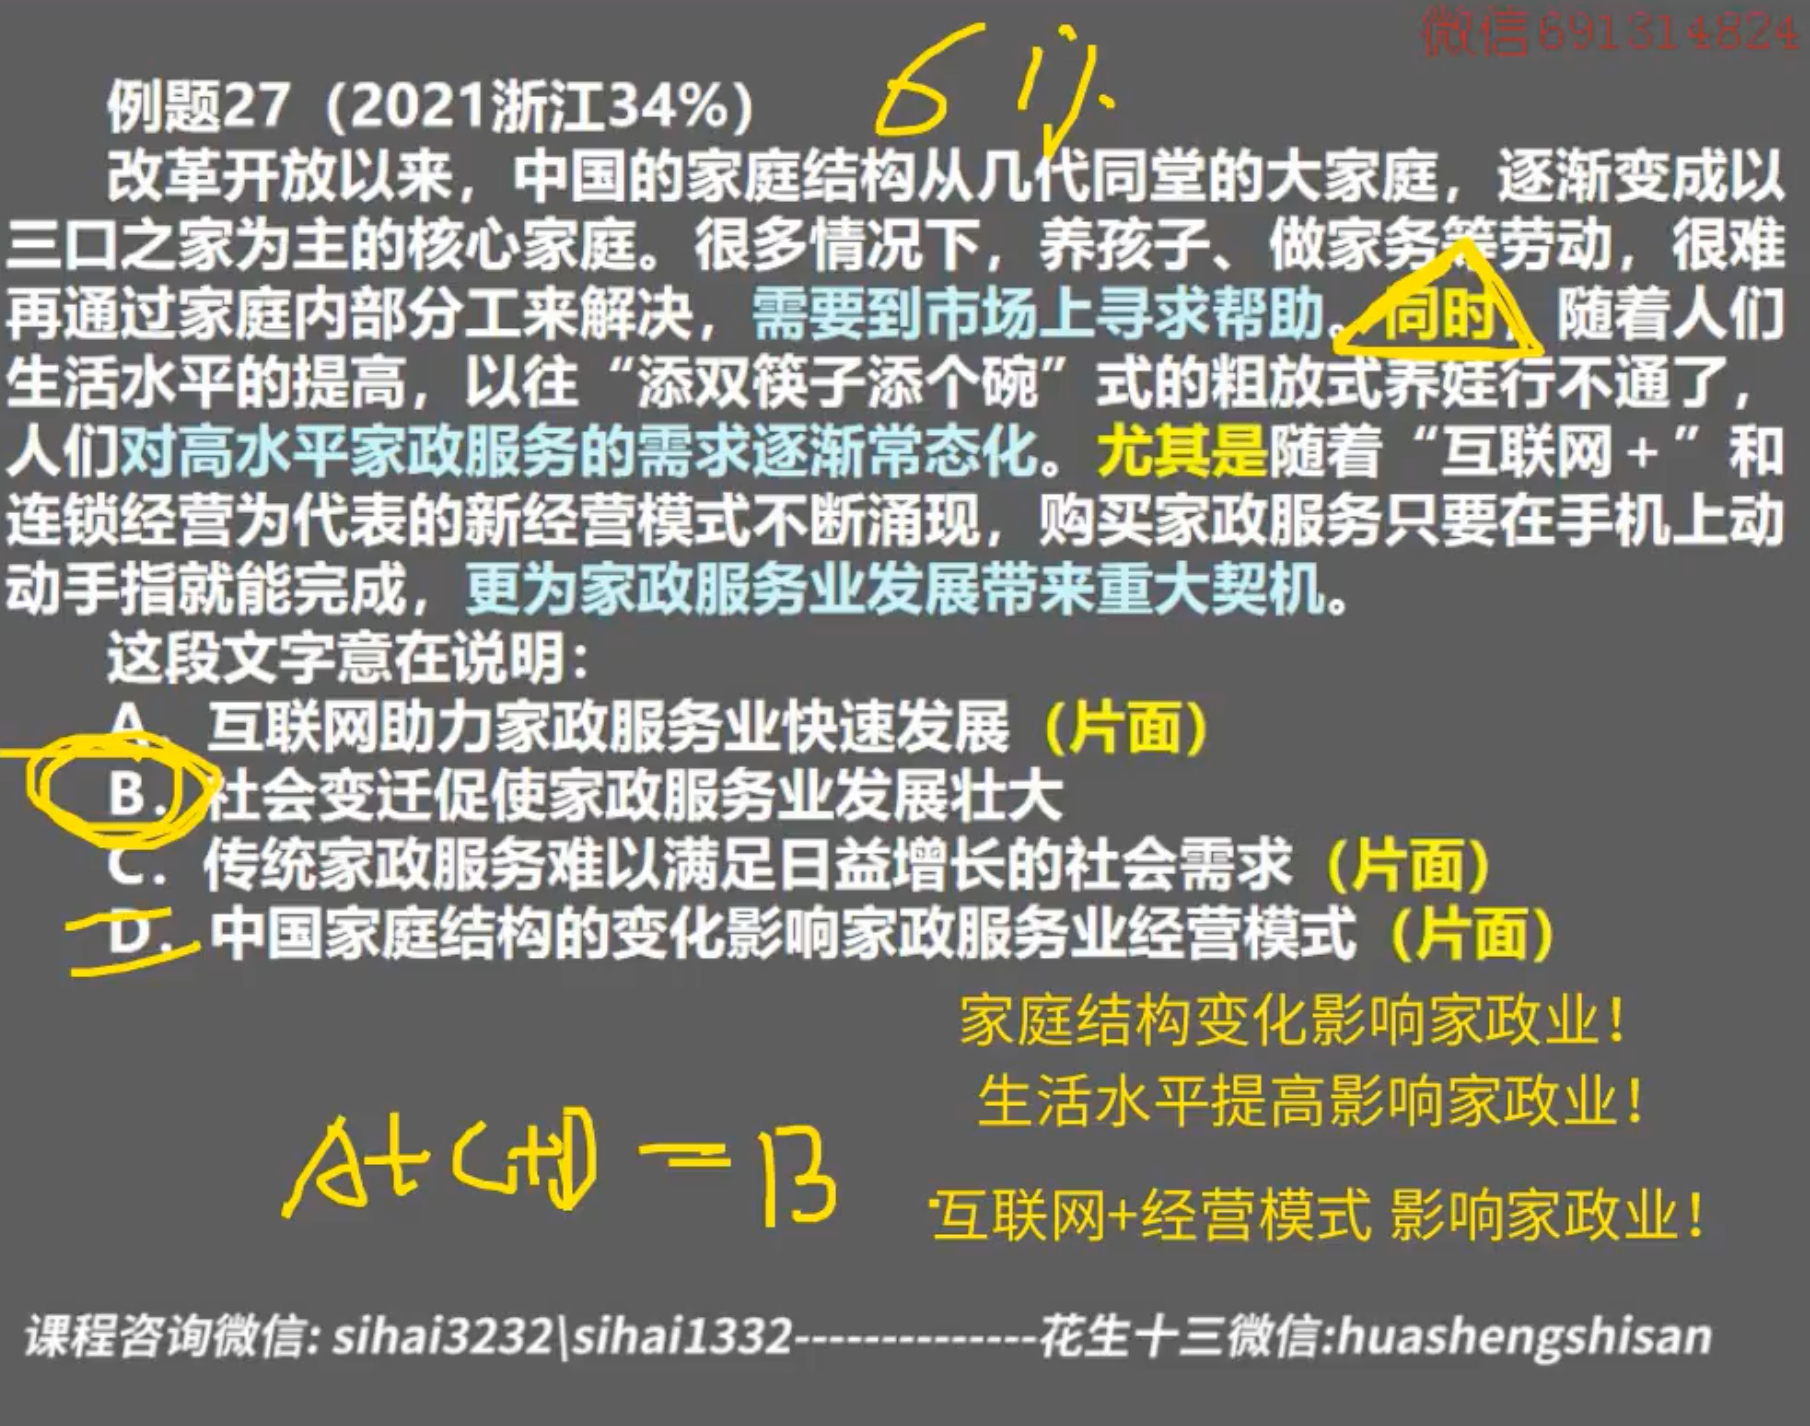 微信691314824
61%
例题27（2021浙江34%）
改革开放以来，中国的家庭结构从几代同堂的大家庭，逐渐变成以
三口之家为主的核心家庭。很多情况下，养孩子、做家务等劳动，很难
再通过家庭内部分工来解决，需要到市场上寻求帮助。同时，随着人们
生活水平的提高，以往“添双筷子添个碗”式的粗放式养娃行不通了，
人们对高水平家政服务的需求逐渐常态化。尤其是随着“互联网＋”和
连锁经营为代表的新经营模式不断涌现，购买家政服务只要在手机上动
动手指就能完成，更为家政服务业发展带来重大契机。
这段文字意在说明：
A．互联网助力家政服务业快速发展（片面）
B．社会变迁促使家政服务业发展壮大
C．传统家政服务难以满足日益增长的社会需求（片面）
D．中国家庭结构的变化影响家政服务业经营模式（片面）
家庭结构变化影响家政业！
生活水平提高影响家政业！
A+C+D=B
互联网+经营模式 影响家政业！
课程咨询微信: sihai3232\sihai1332--------------花生十三微信:huashengshisan